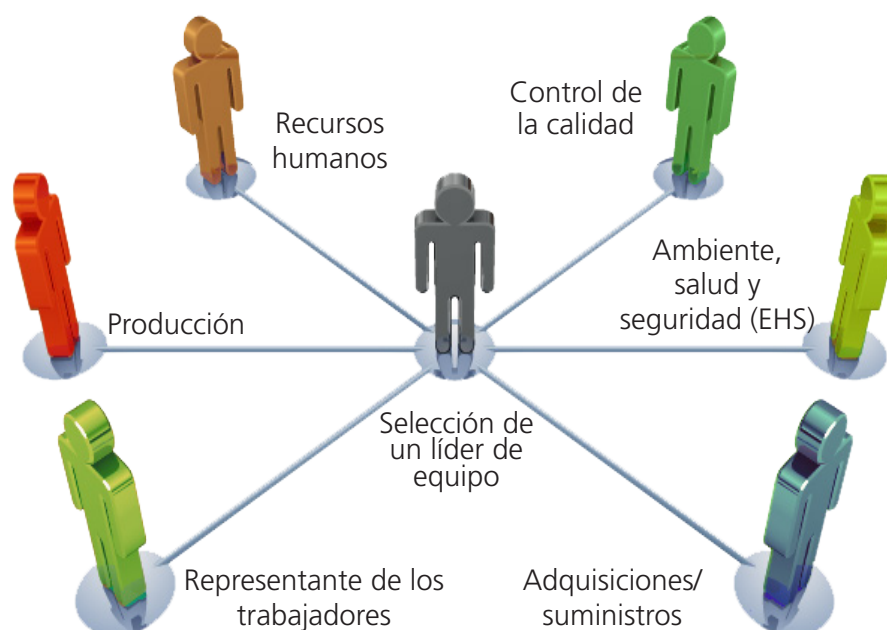 Recursos
humanos
Control de
la calidad
Producción
Ambiente,
salud y
seguridad (EHS)
Selección de
un líder de
equipo
Representante de los
trabajadores
Adquisiciones/
suministros